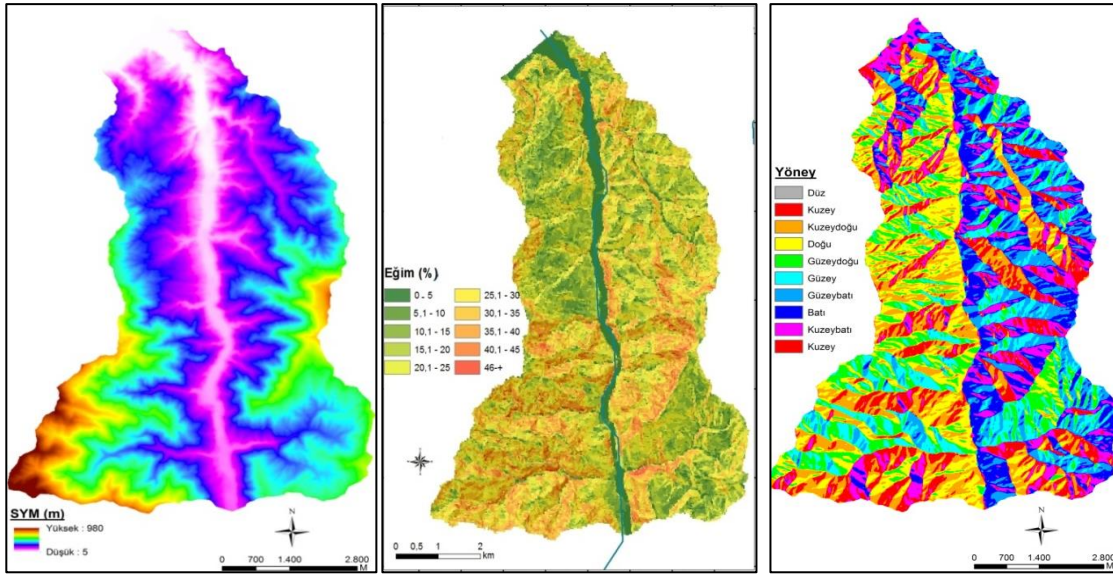 SYM (m)
Yüksek : 980
Düşük : 5
N
0 700 1.400 2.800
M
Eğim (%)
0 - 5
5,1 - 10
10,1 - 15
15,1 - 20
20,1 - 25
25,1 - 30
30,1 - 35
35,1 - 40
40,1 - 45
46-+
0 0,5 1 2
km
Yöney
Düz
Kuzey
Kuzeydoğu
Doğu
Güzeydoğu
Güzey
Güzeybatı
Batı
Kuzeybatı
Kuzey
N
0 700 1.400 2.800
M